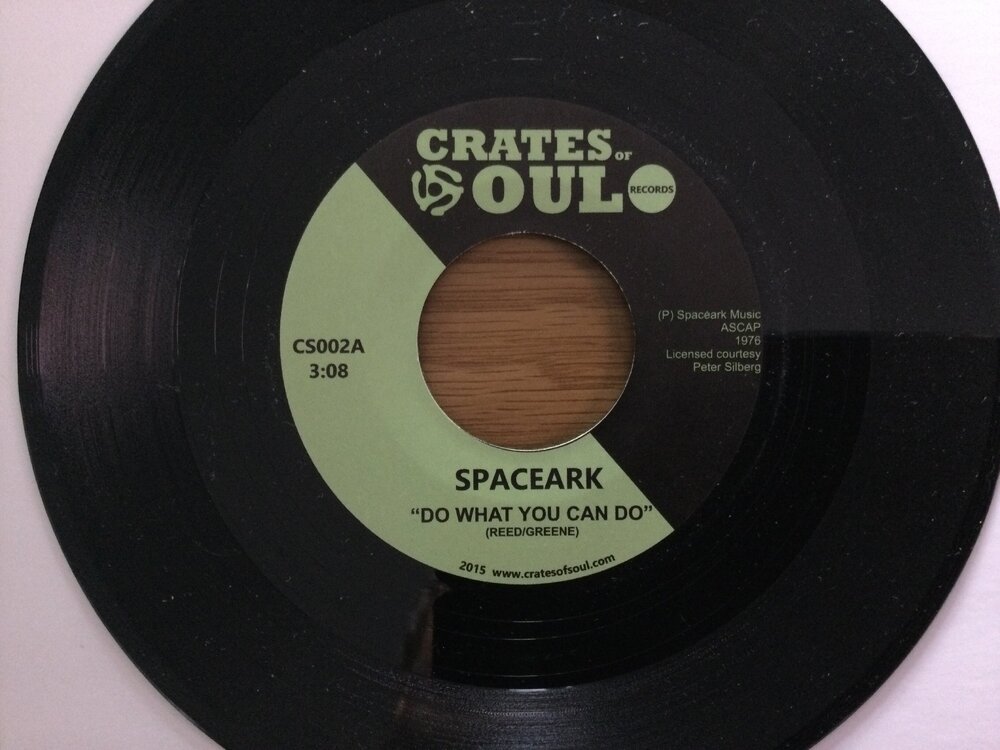 CRATES OF
SOUL RECORDS
(P) Spaceark Music
ASCAP
1976
Licensed courtesy
Peter Silberg
CS002A
3:08
SPACEARK
“DO WHAT YOU CAN DO”
(REED/GREENE)
2015 www.cratesofsoul.com